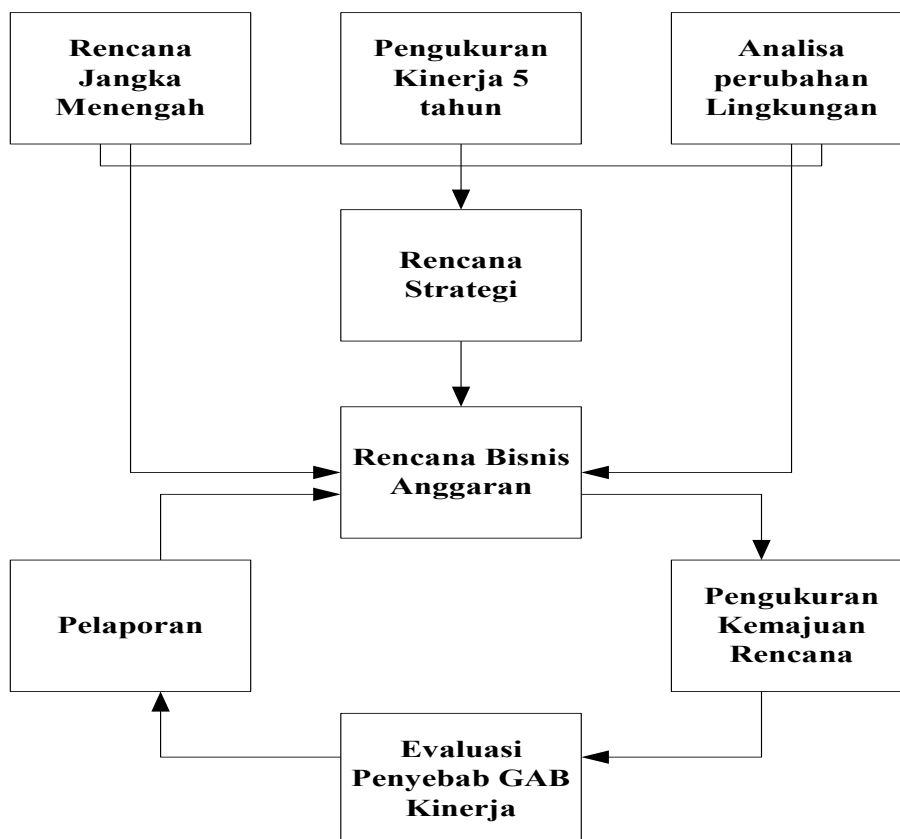 Rencana
Jangka
Menengah
Pengukuran
Kinerja 5
tahun
Analisa
perubahan
Lingkungan
Rencana
Strategi
Rencana Bisnis
Anggaran
Pelaporan
Pengukuran
Kemajuan
Rencana
Evaluasi
Penyebab GAB
Kinerja